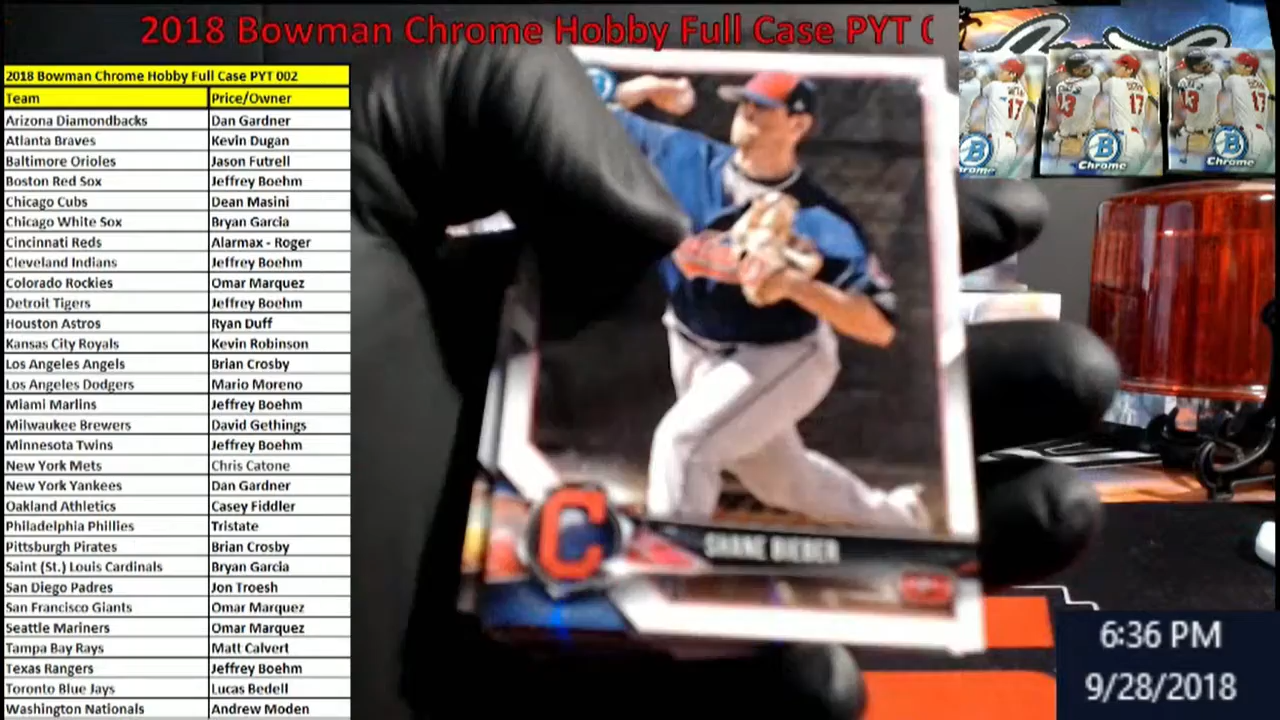 2018 Bowman Chrome Hobby Full Case PYT 0
2018 Bowman Chrome Hobby Full Case PYT 002
Team Price/Owner
Arizona Diamondbacks Dan Gardner
Atlanta Braves Kevin Dugan
Baltimore Orioles Jason Futrell
Boston Red Sox Jeffrey Boehm
Chicago Cubs Dean Masini
Chicago White Sox Bryan Garcia
Cincinnati Reds Alarmax - Roger
Cleveland Indians Jeffrey Boehm
Colorado Rockies Omar Marquez
Detroit Tigers Jeffrey Boehm
Houston Astros Ryan Duff
Kansas City Royals Kevin Robinson
Los Angeles Angels Brian Crosby
Los Angeles Dodgers Mario Moreno
Miami Marlins Jeffrey Boehm
Milwaukee Brewers David Gethings
Minnesota Twins Jeffrey Boehm
New York Mets Chris Catone
New York Yankees Dan Gardner
Oakland Athletics Casey Fiddler
Philadelphia Phillies Tristate
Pittsburgh Pirates Brian Crosby
Saint (St.) Louis Cardinals Bryan Garcia
San Diego Padres Jon Troesh
San Francisco Giants Omar Marquez
Seattle Mariners Omar Marquez
Tampa Bay Rays Matt Calvert
Texas Rangers Jeffrey Boehm
Toronto Blue Jays Lucas Bedell
Washington Nationals Andrew Moden
C
SHANE BIEBER
17
13 17
13 17
B
B
B
Chrome
Chrome
6:36 PM
9/28/2018